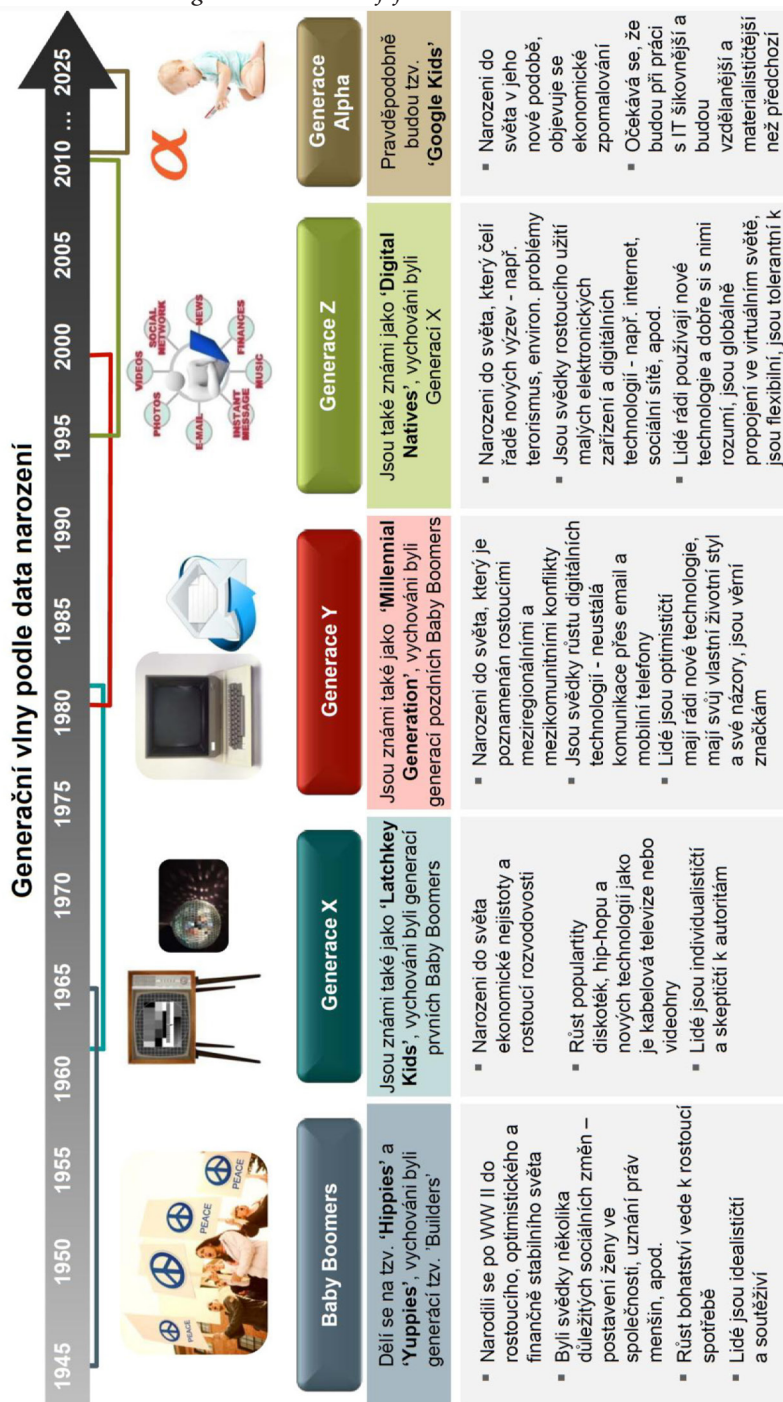 Generační vlny podle data narození
1945 1950 1955 1960 1965 1970 1975 1980 1985 1990 1995 2000 2005 2010 ... 2025
PEACE
PEACE
PEACE
PEACE
VIDEOS
SOCIAL
NETWORK
NEWS
FINANCES
MUSIC
INSTANT
MESSAGE
E-MAIL
PHOTOS
α
Baby Boomers
Dělí se na tzv. 'Hippies' a
'Yuppies', vychováni byli
generací tzv. 'Builders'
▪ Narodili se po WW II do
rostoucího, optimistického a
finančně stabilního světa
▪ Byli svědky několika
důležitých sociálních změn –
postavení ženy ve
společnosti, uznání práv
menšin, apod.
▪ Růst bohatství vede k rostoucí
spotřebě
▪ Lidé jsou idealističtí
a soutěživí
Generace X
Jsou známi také jako 'Latchkey
Kids', vychováni byli generací
prvních Baby Boomers
▪ Narozeni do světa
ekonomické nejistoty a
rostoucí rozvodovosti
▪ Růst populartity
diskoték, hip-hopu a
nových technologií jako
je kabelová televize nebo
videohry
▪ Lidé jsou individualističtí
a skeptičtí k autoritám
Generace Y
Jsou známi také jako 'Millennial
Generation', vychováni byli
generací pozdních Baby Boomers
▪ Narozeni do světa, který je
poznamenán rostoucími
meziregionálními a
mezikomunitními konflikty
▪ Jsou svědky růstu digitálních
technologií - neustálá
komunikace přes email a
mobilní telefony
▪ Lidé jsou optimističtí
mají rádi nové technologie,
mají svůj vlastní životní styl
a své názory, jsou věrní
značkám
Generace Z
Jsou také známi jako 'Digital
Natives', vychováni byli
Generací X
▪ Narozeni do světa, který čelí
řadě nových výzev - např.
terorismus, environ. problémy
▪ Jsou svědky rostoucího užití
malých elektronických
zařízení a digitálních
technologií - např. internet,
sociální sítě, apod.
▪ Lidé rádi používají nové
technologie a dobře si s nimi
rozumí, jsou globálně
propojení ve virtuálním světě,
jsou flexibilní, jsou tolerantní k
Generace
Alpha
Pravděpodobně
budou tzv.
'Google Kids'
▪ Narozeni do
světa v jeho
nové podobě,
objevuje se
ekonomické
zpomalování
▪ Očekává se, že
budou při práci
s IT šikovnější a
budou
vzdělanější a
materialističtější
než předchozí